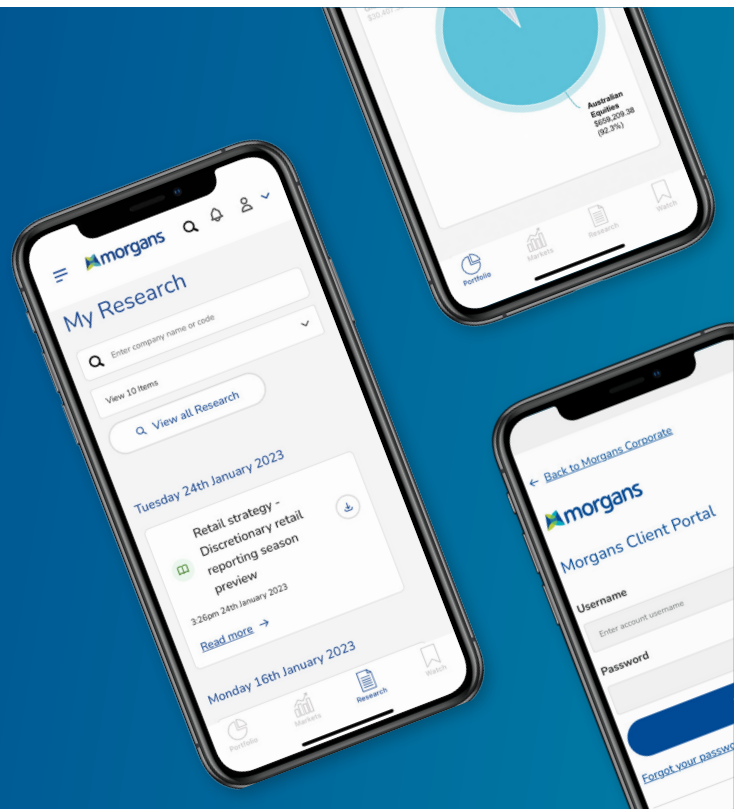 morgans
My Research
Enter company name or code
View 10 Items
View all Research
Tuesday 24th January 2023
Retail strategy -
Discretionary retail
reporting season
preview
3:26pm 24th January 2023
Read more →
Monday 16th January 2023
Portfolio
Markets
Research
Watch
Australian
Equities
$659,209.38
(92.3%)
Portfolio
Markets
Research
Watch
← Back to Morgans Corporate
morgans
Morgans Client Portal
Username
Enter account username
Password
Forgot your passwo